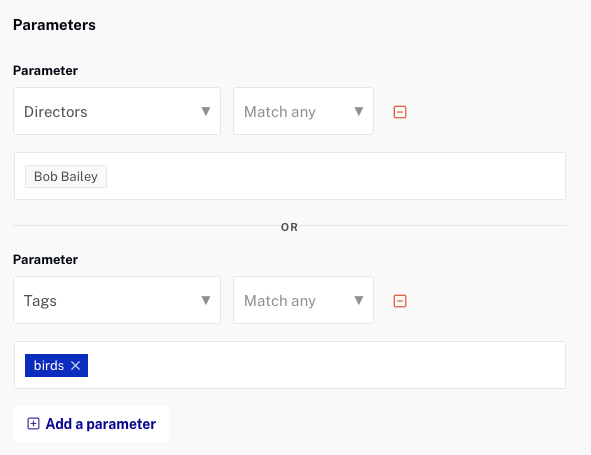 Parameters
Parameter
Directors Match any
Bob Bailey
OR
Parameter
Tags Match any
birds
Add a parameter